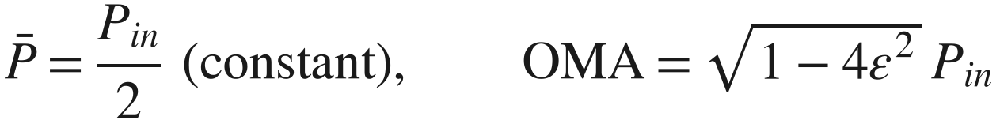 P̄ = P_in / 2 (constant), OMA = √(1 − 4ε²) P_in